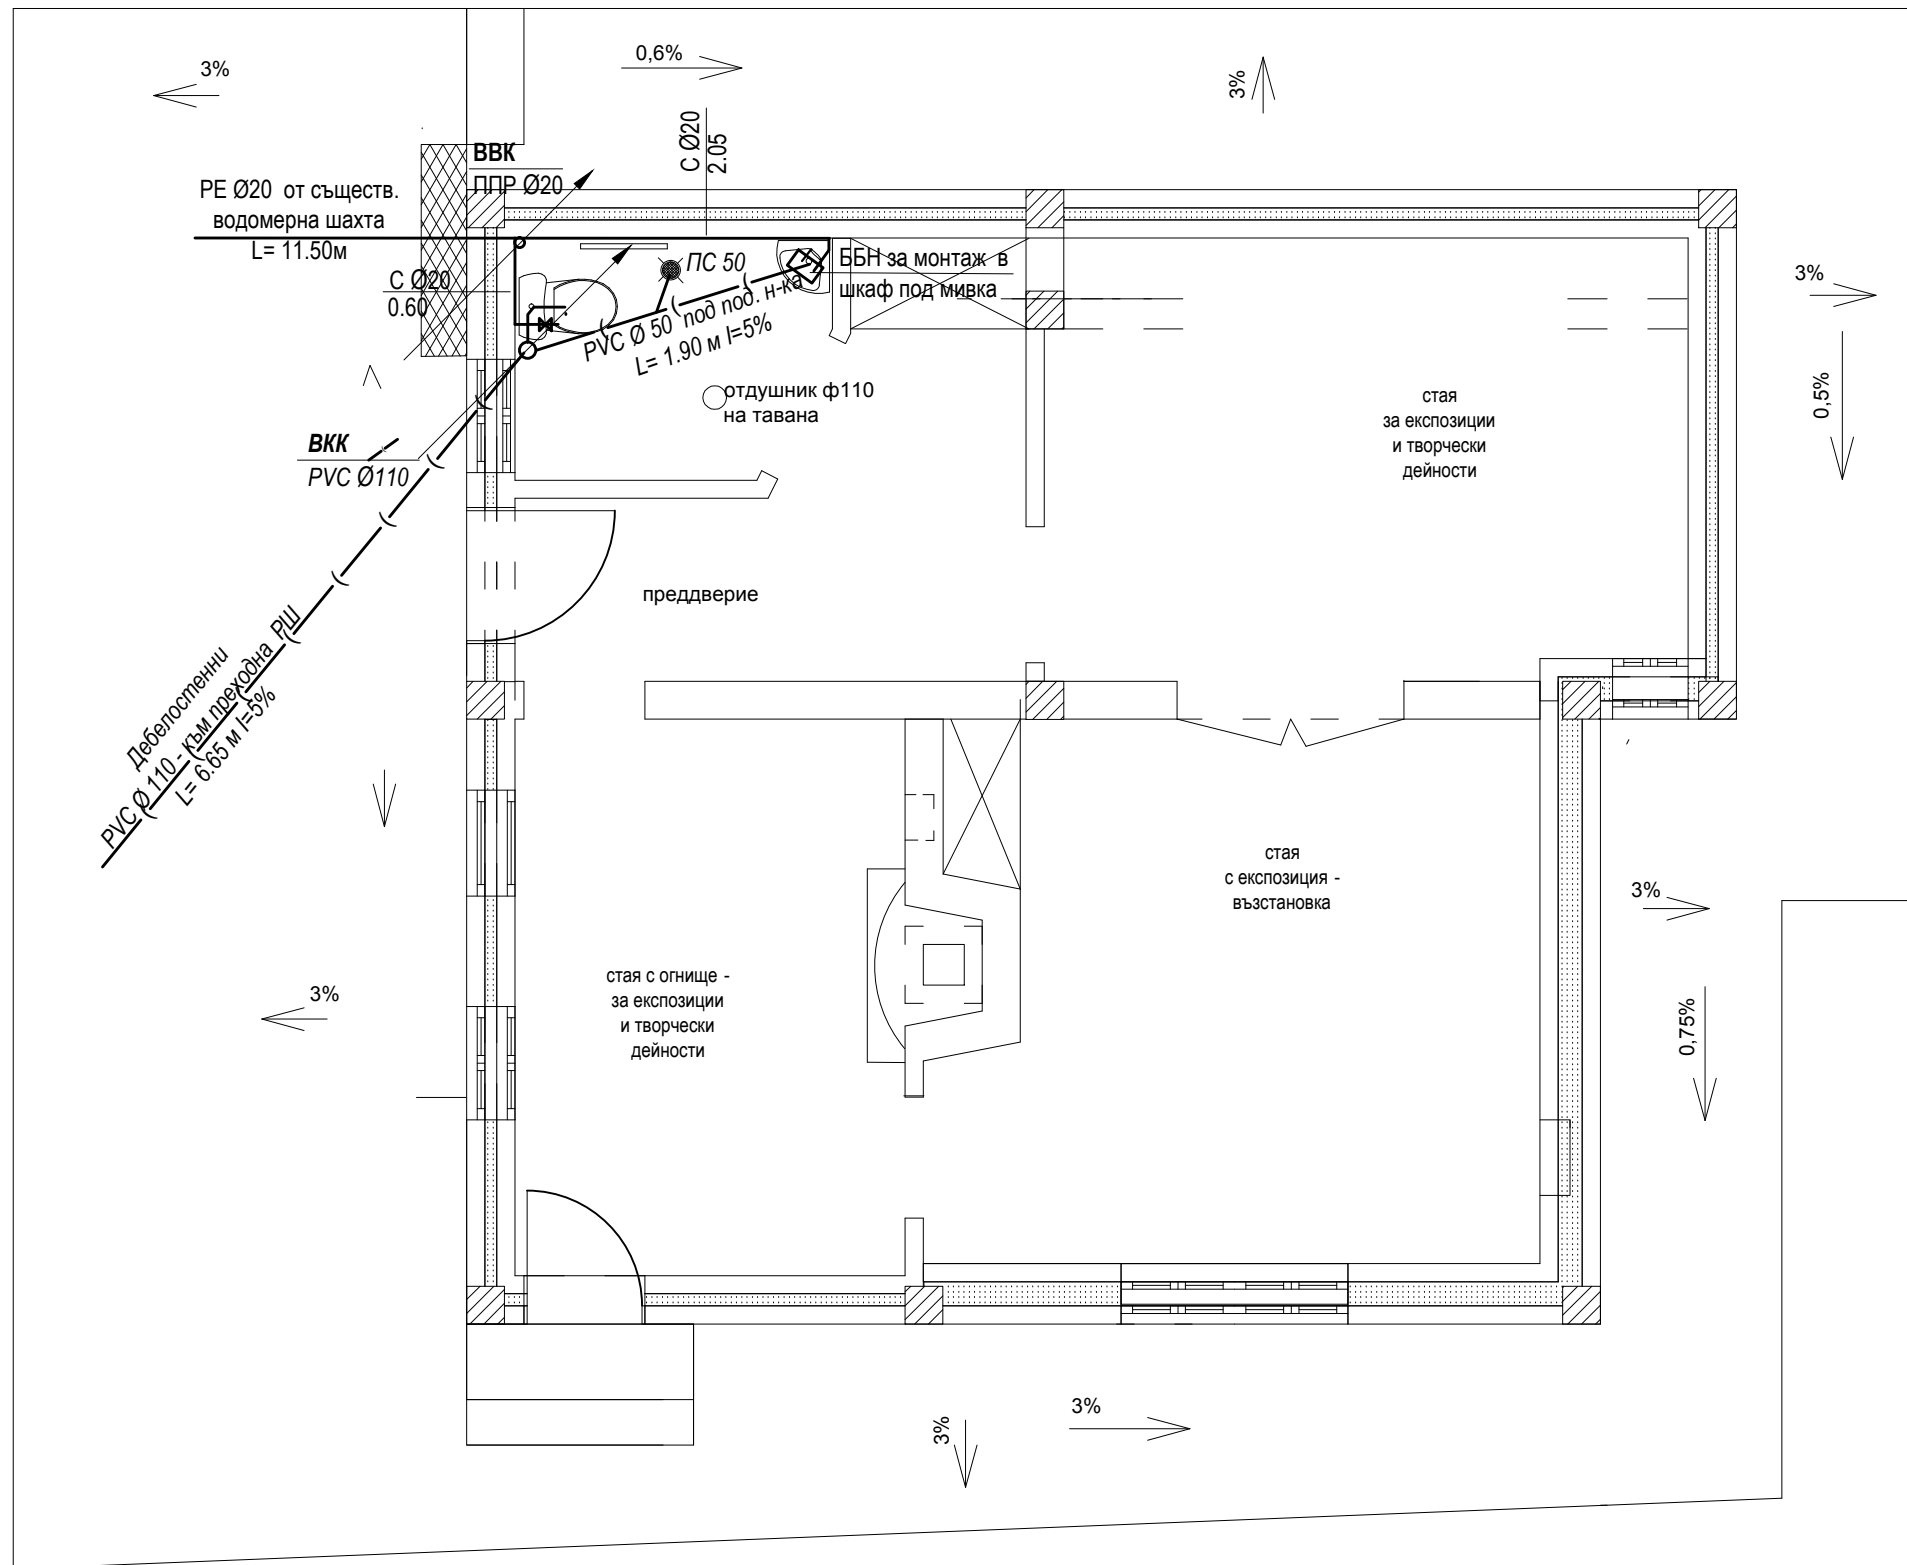 3%
0,6%
3%
С Ø20
2.05
ВВК
ППР Ø20
РЕ Ø20 от съществ.
водомерна шахта
L= 11.50м
С Ø20
0.60
ПС 50
ББН за монтаж в
шкаф под мивка
PVC Ø 50 под под. н-ка
L= 1.90 м I=5%
3%
0,5%
отдушник ф110
на тавана
стая
за експозиции
и творчески
дейности
ВКК
PVC Ø110
преддверие
Дебелостенни
PVC Ø 110 - към преходна РШ
L= 6.65 м I=5%
стая
с експозиция -
възстановка
3%
стая с огнище -
за експозиции
и творчески
дейности
3%
0,75%
3%
3%